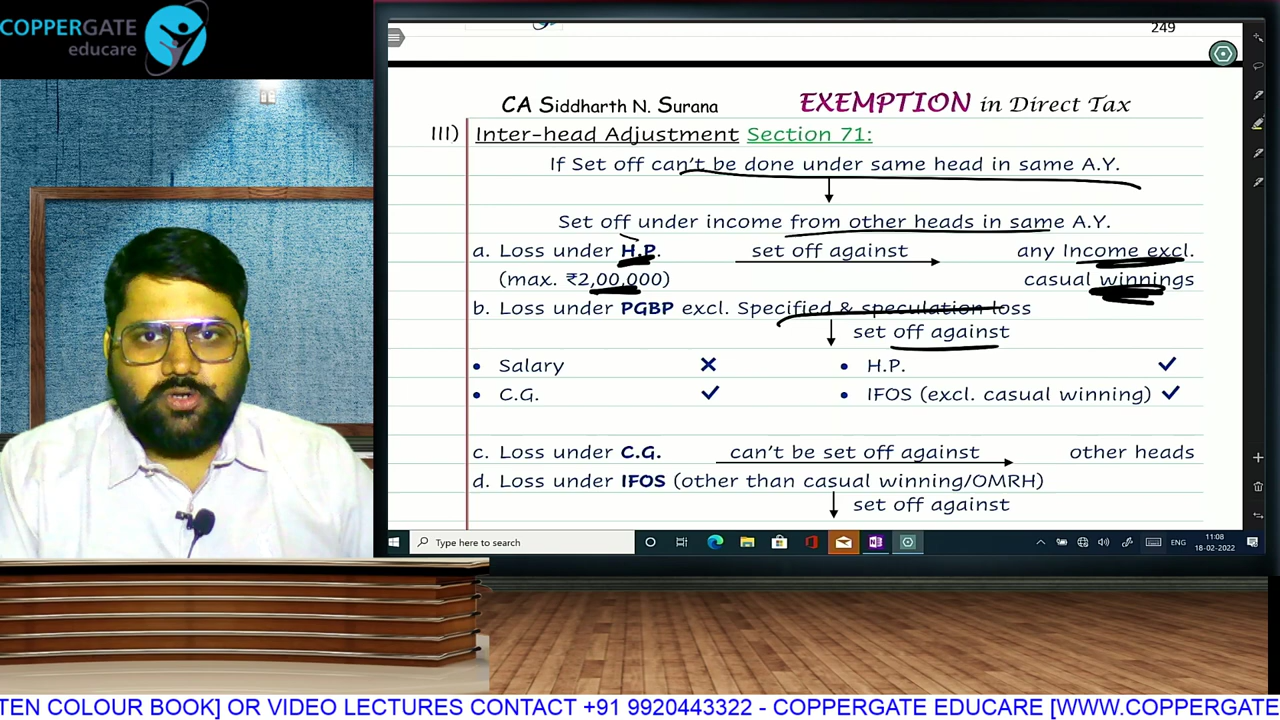 COPPERGATE
educare
249
CA Siddharth N. Surana EXEMPTION in Direct Tax
III) Inter-head Adjustment Section 71:
If Set off can't be done under same head in same A.Y.
Set off under income from other heads in same A.Y.
a. Loss under H.P. set off against any Income excl.
(max. ₹2,00,000) casual winnings
b. Loss under PGBP excl. Specified & speculation loss
set off against
• Salary ✕ • H.P. ✓
• C.G. ✓ • IFOS (excl. casual winning) ✓
c. Loss under C.G. can't be set off against other heads
d. Loss under IFOS (other than casual winning/OMRH)
set off against
Type here to search
ENG
11:08
18-02-2022
TEN COLOUR BOOK] OR VIDEO LECTURES CONTACT +91 9920443322 - COPPERGATE EDUCARE [WWW.COPPERGATE